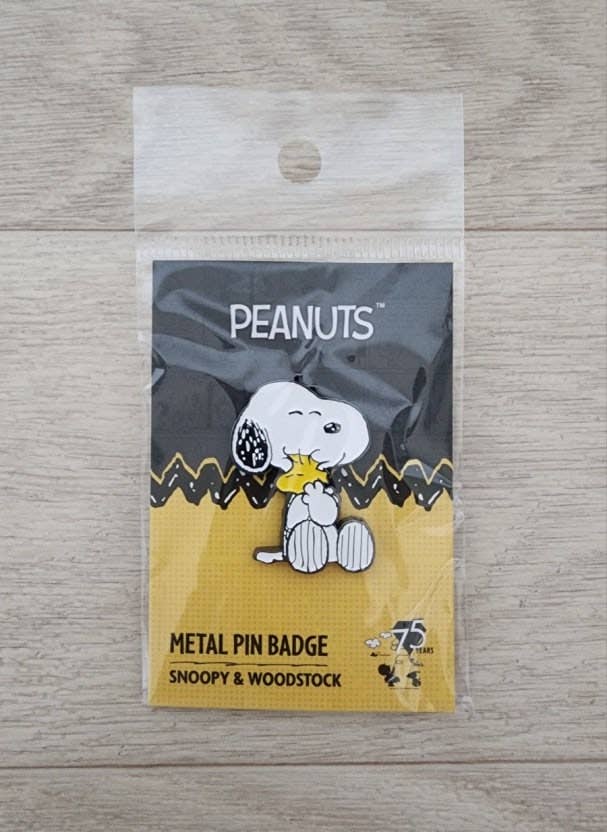 PEANUTS™
METAL PIN BADGE
SNOOPY & WOODSTOCK
75
YEARS